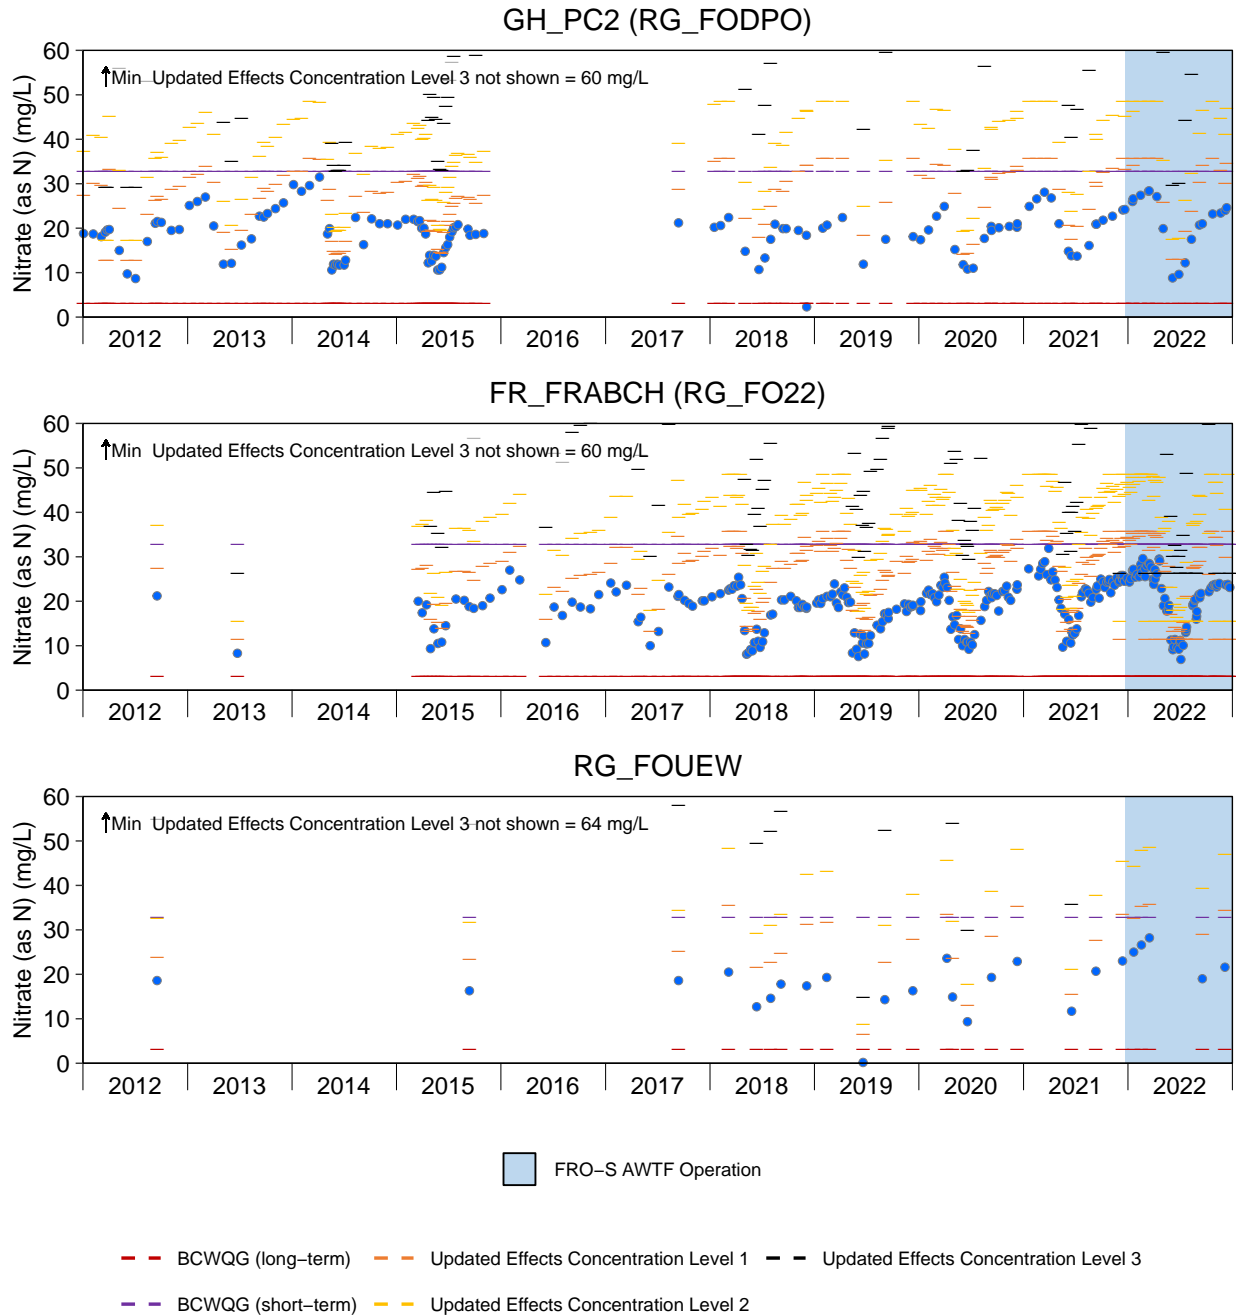 GH_PC2 (RG_FODPO)
Nitrate (as N) (mg/L)
60
50
40
30
20
10
0
Min Updated Effects Concentration Level 3 not shown = 60 mg/L
2012 2013 2014 2015 2016 2017 2018 2019 2020 2021 2022
FR_FRABCH (RG_FO22)
Nitrate (as N) (mg/L)
60
50
40
30
20
10
0
Min Updated Effects Concentration Level 3 not shown = 60 mg/L
2012 2013 2014 2015 2016 2017 2018 2019 2020 2021 2022
RG_FOUEW
Nitrate (as N) (mg/L)
60
50
40
30
20
10
0
Min Updated Effects Concentration Level 3 not shown = 64 mg/L
2012 2013 2014 2015 2016 2017 2018 2019 2020 2021 2022
FRO−S AWTF Operation
BCWQG (long−term) Updated Effects Concentration Level 1 Updated Effects Concentration Level 3
BCWQG (short−term) Updated Effects Concentration Level 2